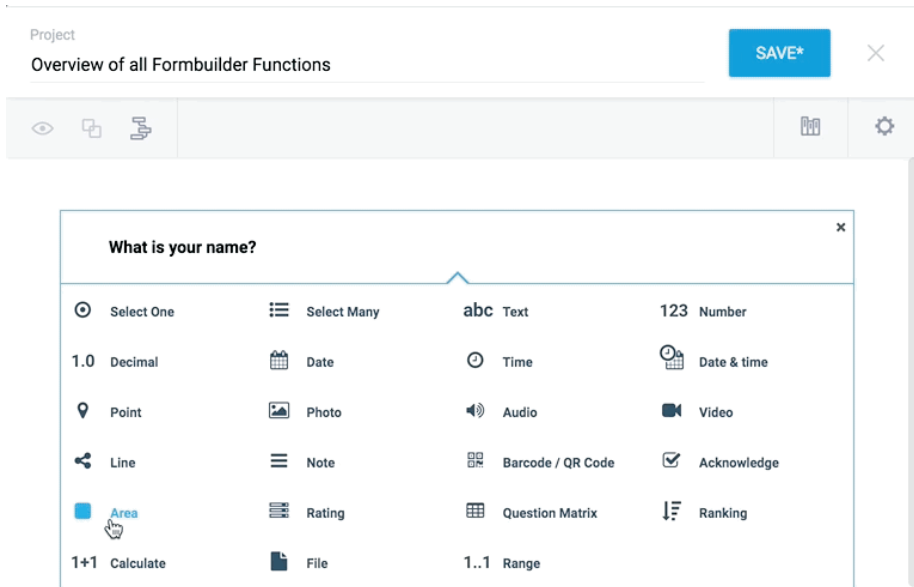 Project
Overview of all Formbuilder Functions
SAVE*
What is your name?
Select One
Select Many
abc Text
123 Number
1.0 Decimal
Date
Time
Date & time
Point
Photo
Audio
Video
Line
Note
Barcode / QR Code
Acknowledge
Area
Rating
Question Matrix
Ranking
1+1 Calculate
File
1..1 Range